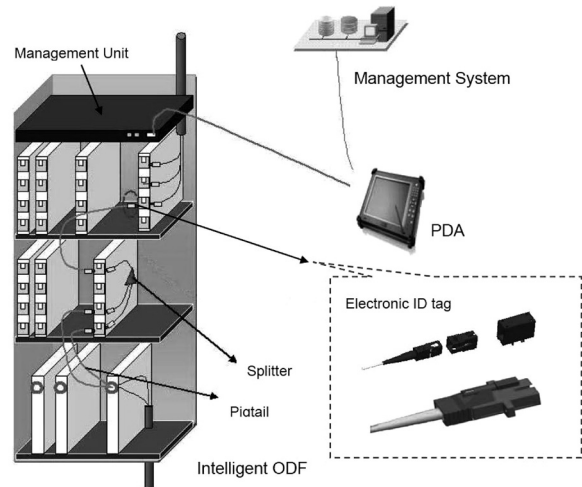 Management Unit
Management System
PDA
Electronic ID tag
Splitter
Pigtail
Intelligent ODF